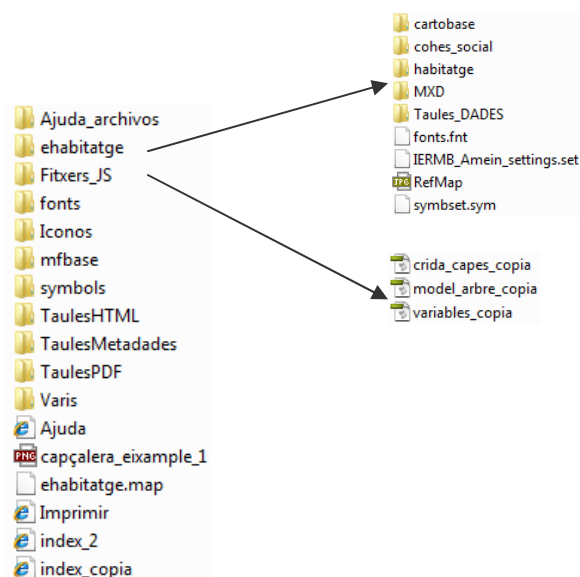 Ajuda_archivos
ehabitatge
Fitxers_JS
fonts
Iconos
mfbase
symbols
TaulesHTML
TaulesMetadades
TaulesPDF
Varis
Ajuda
capçalera_eixample_1
ehabitatge.map
Imprimir
index_2
index_copia
cartobase
cohes_social
habitatge
MXD
Taules_DADES
fonts.fnt
IERMB_Amein_settings.set
RefMap
symbset.sym
crida_capes_copia
model_arbre_copia
variables_copia